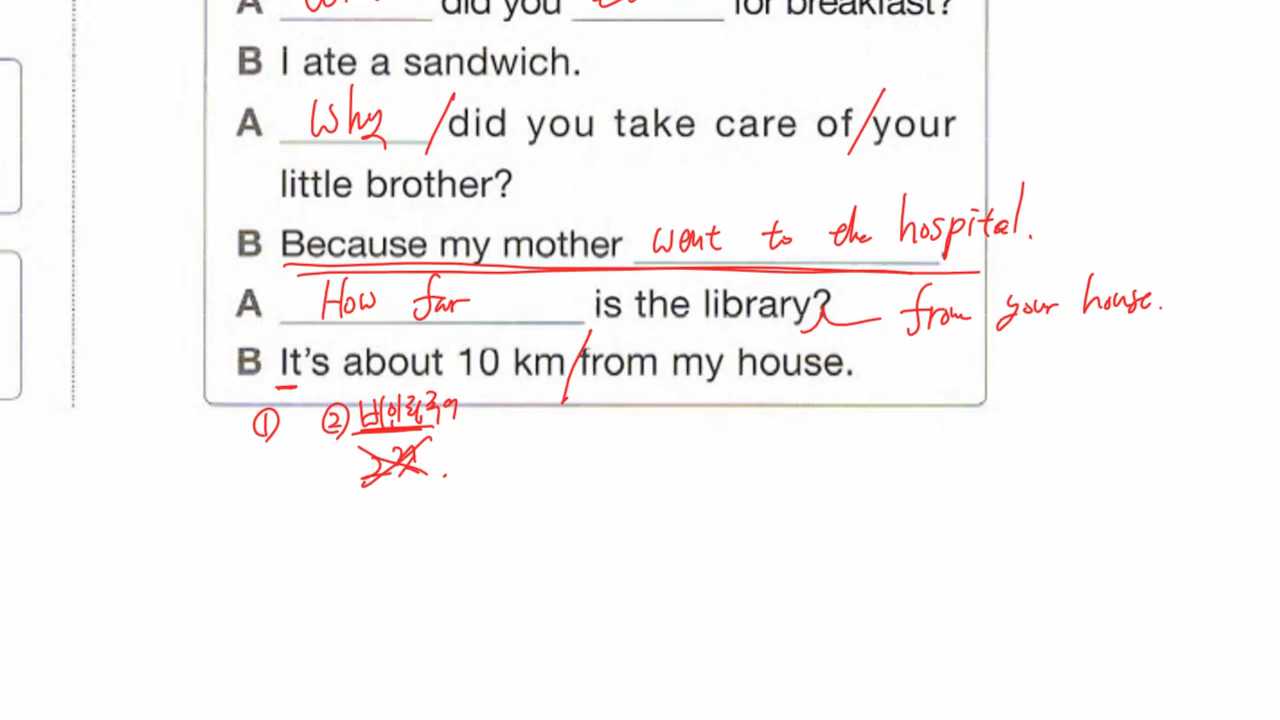 A did you for breakfast?
B I ate a sandwich.
A Why did you take care of your
little brother?
B Because my mother went to the hospital.
A How far is the library? from your house.
B It's about 10 km from my house.
① ② 비인칭주어